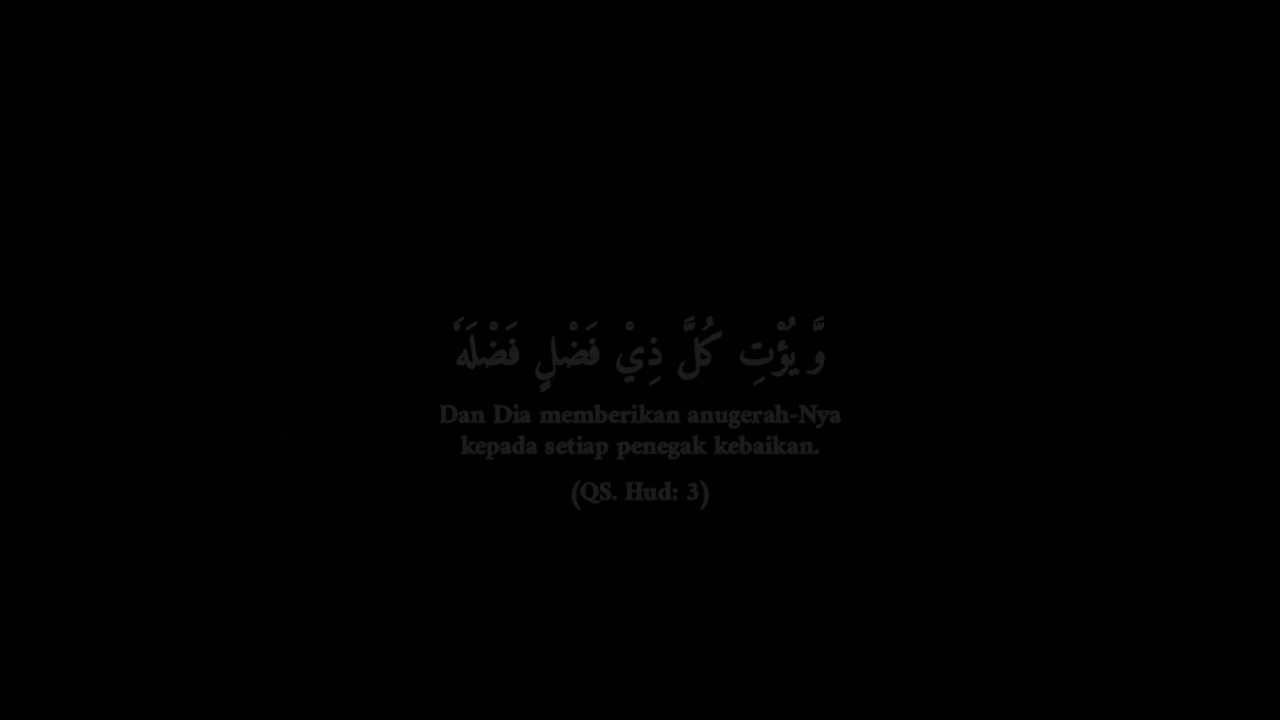 وَّيُؤْتِ كُلَّ ذِيْ فَضْلٍ فَضْلَهٗ
Dan Dia memberikan anugerah-Nya
kepada setiap penegak kebaikan.
(QS. Hud: 3)